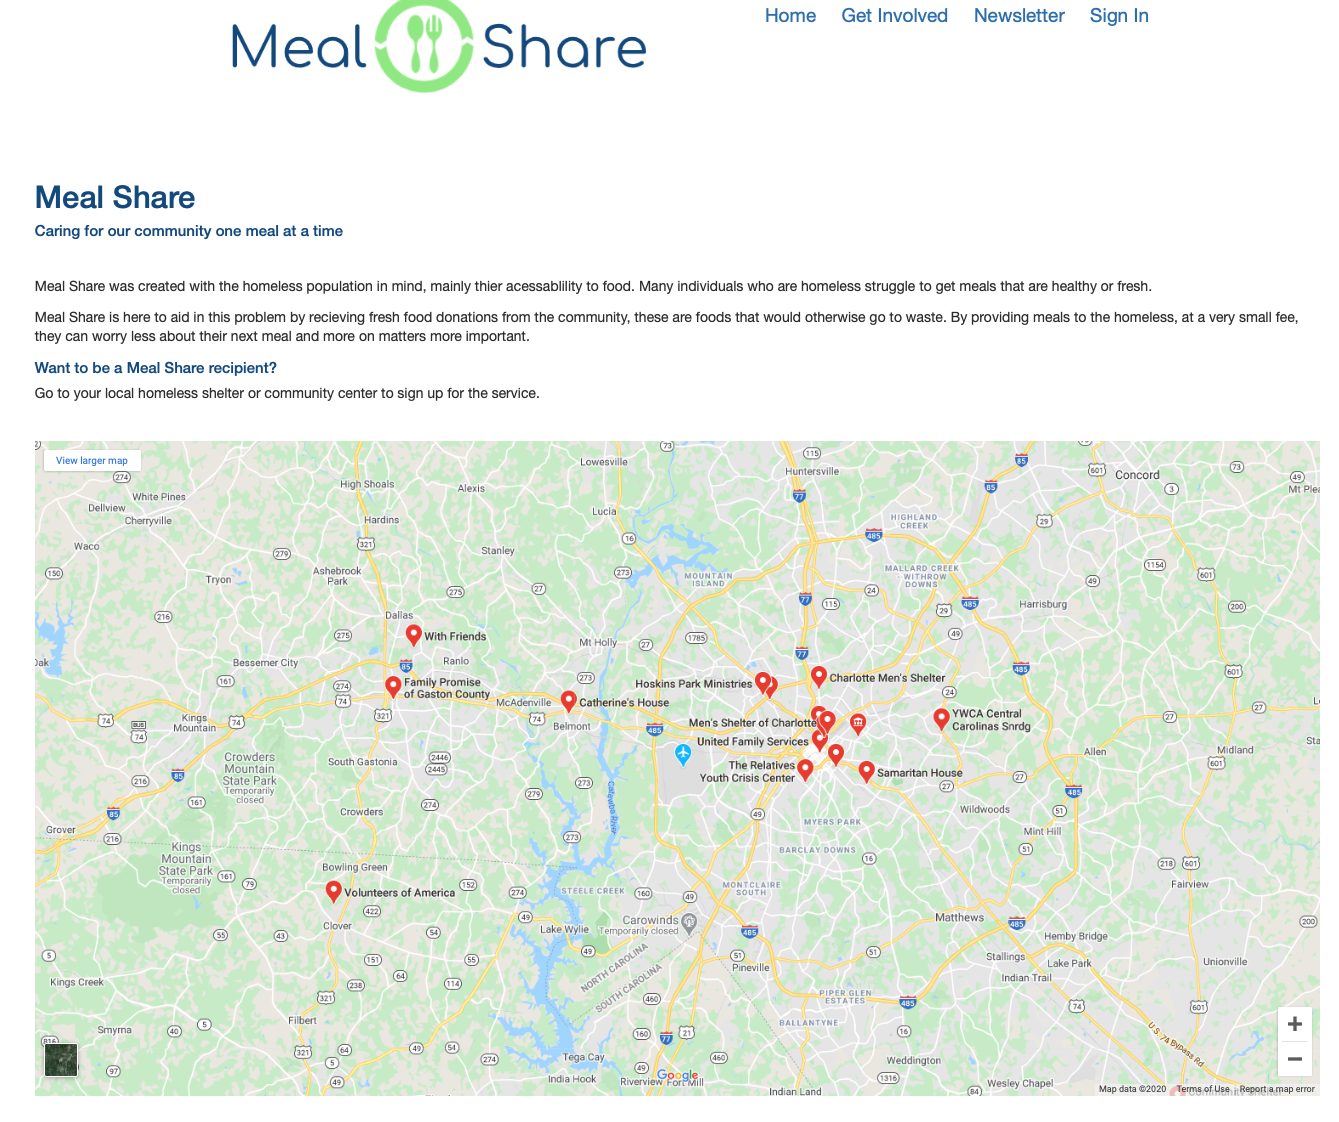 Meal Share
Home Get Involved Newsletter Sign In
Meal Share
Caring for our community one meal at a time
Meal Share was created with the homeless population in mind, mainly thier acessablility to food. Many individuals who are homeless struggle to get meals that are healthy or fresh.
Meal Share is here to aid in this problem by recieving fresh food donations from the community, these are foods that would otherwise go to waste. By providing meals to the homeless, at a very small fee,
they can worry less about their next meal and more on matters more important.
Want to be a Meal Share recipient?
Go to your local homeless shelter or community center to sign up for the service.
View larger map
Lowesville
Huntersville
Concord
White Pines
Dellview
Cherryville
High Shoals
Alexis
Lucia
Mt Plea
HIGHLAND
CREEK
Hardins
Waco
Stanley
Ashebrook
Park
Tryon
MOUNTAIN
ISLAND
MALLARD CREEK
WITHROW
DOWNS
Harrisburg
Dallas
With Friends
Mt Holly
Oak
Bessemer City
Ranlo
Family Promise
of Gaston County
McAdenville
Catherine's House
Belmont
Hoskins Park Ministries
Charlotte Men's Shelter
Kings
Mountain
BUS
Men's Shelter of Charlotte
United Family Services
YWCA Central
Carolinas Snrdg
The Relatives
Youth Crisis Center
Samaritan House
Allen
Midland
Sta
Crowders
Mountain
State Park
Temporarily
closed
South Gastonia
Catawba River
Crowders
Grover
Wildwoods
Mint Hill
MYERS PARK
BARCLAY DOWNS
Kings
Mountain
State Park
Temporarily
closed
Bowling Green
Volunteers of America
Clover
STEELE CREEK
MONTCLAIRE
SOUTH
Fairview
Lake Wylie
Carowinds
Temporarily closed
Matthews
Hemby Bridge
NORTH CAROLINA
SOUTH CAROLINA
Pineville
Stallings
Lake Park
Indian Trail
Unionville
Kings Creek
PIPER GLEN
ESTATES
BALLANTYNE
Smyrna
Filbert
Tega Cay
India Hook
Riverview
Fort Mill
Google
Weddington
Indian Land
Wesley Chapel
U.S. 74 Bypass Rd
Map data ©2020 Terms of Use Report a map error